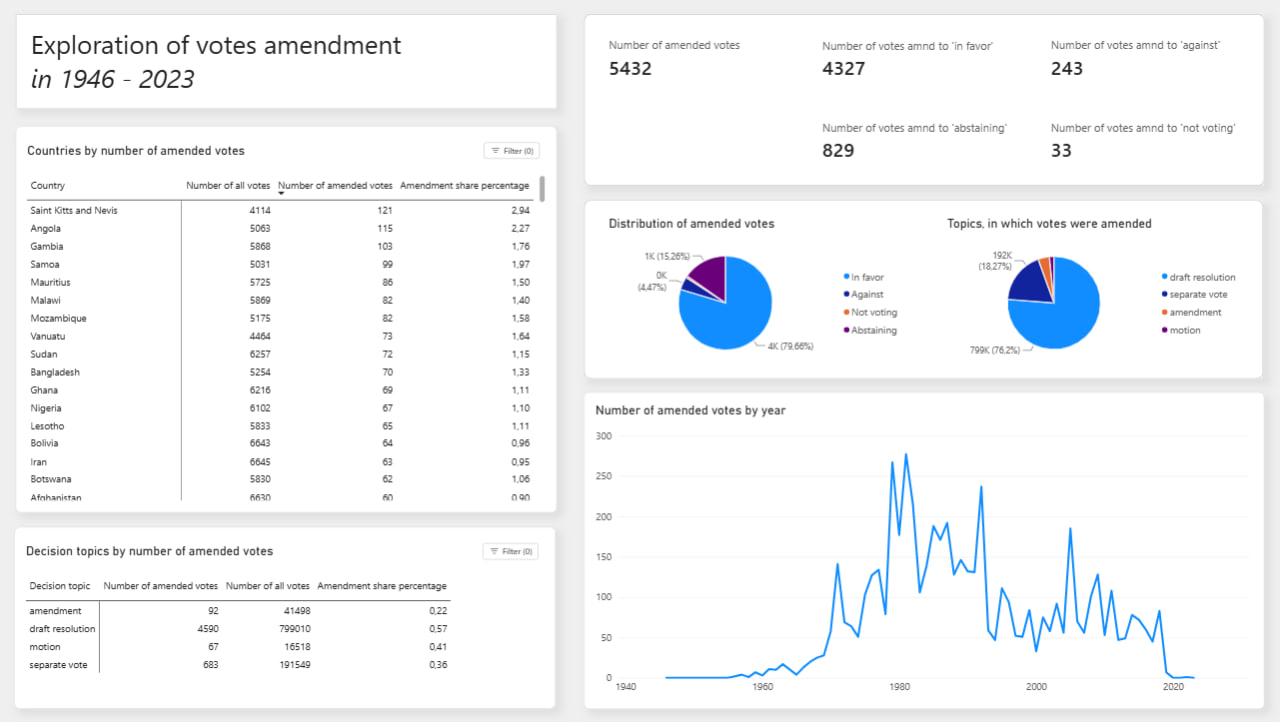 Exploration of votes amendment
in 1946 - 2023
Countries by number of amended votes
Filter (0)
Country Number of all votes Number of amended votes Amendment share percentage
Saint Kitts and Nevis 4114 121 2,94
Angola 5063 115 2,27
Gambia 5868 103 1,76
Samoa 5031 99 1,97
Mauritius 5725 86 1,50
Malawi 5869 82 1,40
Mozambique 5175 82 1,58
Vanuatu 4464 73 1,64
Sudan 6257 72 1,15
Bangladesh 5254 70 1,33
Ghana 6216 69 1,11
Nigeria 6102 67 1,10
Lesotho 5833 65 1,11
Bolivia 6643 64 0,96
Iran 6645 63 0,95
Botswana 5830 62 1,06
Afghanistan 6630 60 0,90
Decision topics by number of amended votes
Filter (0)
Decision topic Number of amended votes Number of all votes Amendment share percentage
amendment 92 41498 0,22
draft resolution 4590 799010 0,57
motion 67 16518 0,41
separate vote 683 191549 0,36
Number of amended votes
5432
Number of votes amnd to 'in favor'
4327
Number of votes amnd to 'against'
243
Number of votes amnd to 'abstaining'
829
Number of votes amnd to 'not voting'
33
Distribution of amended votes
1K (15,26%)
0K
(4,47%)
4K (79,66%)
In favor
Against
Not voting
Abstaining
Topics, in which votes were amended
192K
(18,27%)
799K (76,2%)
draft resolution
separate vote
amendment
motion
Number of amended votes by year
300
250
200
150
100
50
0
1940 1960 1980 2000 2020